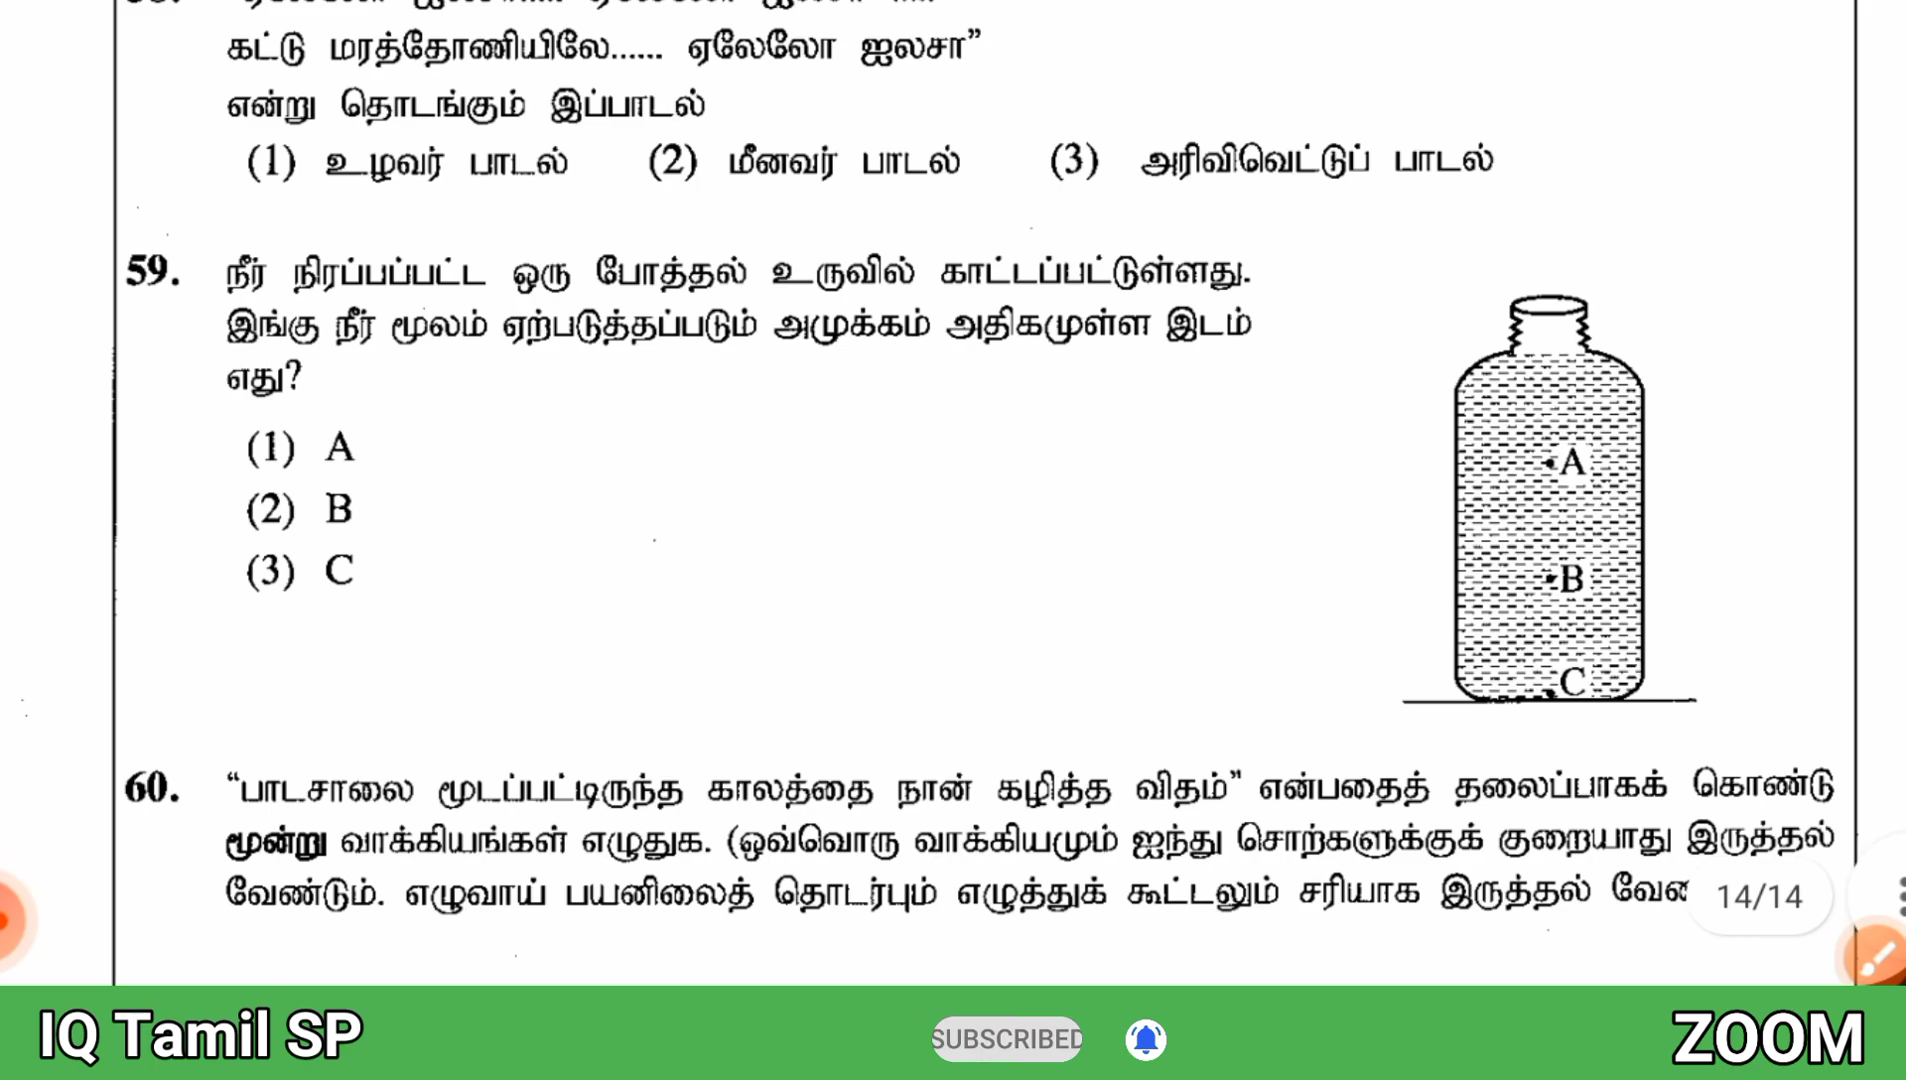 கட்டு மரத்தோணியிலே...... ஏலேலோ ஐலசா”
என்று தொடங்கும் இப்பாடல்
(1) உழவர் பாடல் (2) மீனவர் பாடல் (3) அரிவிவெட்டுப் பாடல்
59. நீர் நிரப்பப்பட்ட ஒரு போத்தல் உருவில் காட்டப்பட்டுள்ளது.
இங்கு நீர் மூலம் ஏற்படுத்தப்படும் அமுக்கம் அதிகமுள்ள இடம்
எது?
(1) A
(2) B
(3) C
A
B
C
60. “பாடசாலை மூடப்பட்டிருந்த காலத்தை நான் கழித்த விதம்” என்பதைத் தலைப்பாகக் கொண்டு
மூன்று வாக்கியங்கள் எழுதுக. (ஒவ்வொரு வாக்கியமும் ஐந்து சொற்களுக்குக் குறையாது இருத்தல்
வேண்டும். எழுவாய் பயனிலைத் தொடர்பும் எழுத்துக் கூட்டலும் சரியாக இருத்தல்
14/14
IQ Tamil SP SUBSCRIBED ZOOM